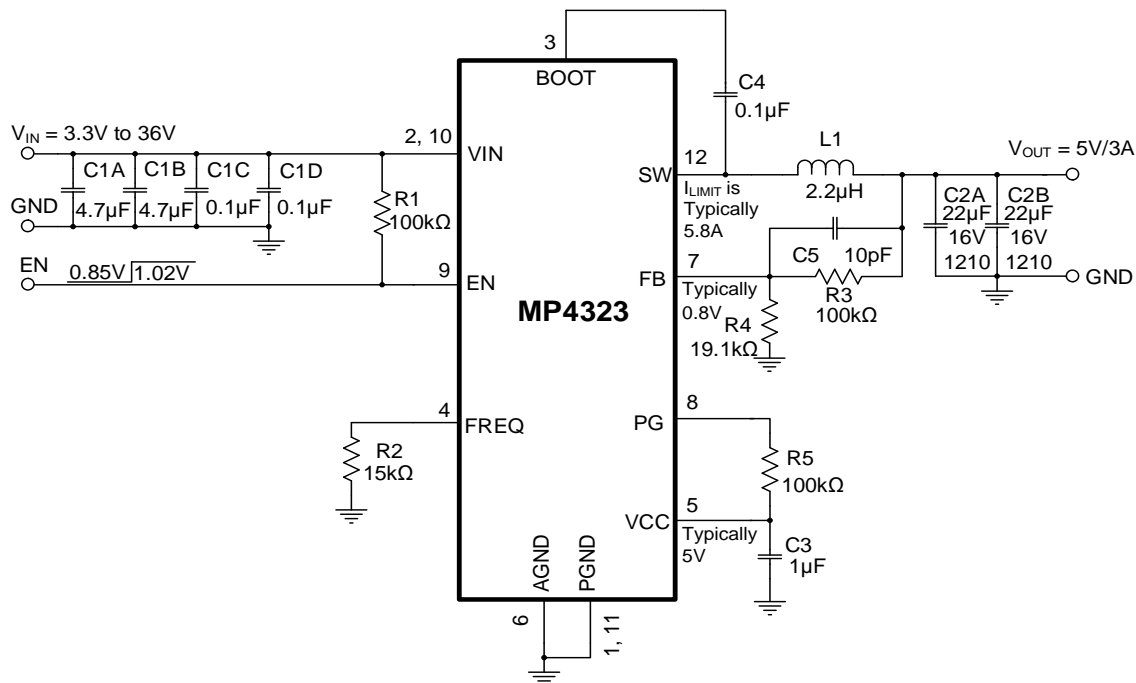 3
BOOT
C4
0.1µF
V_IN = 3.3V to 36V
2, 10
VIN
C1A
C1B
C1C
C1D
4.7µF
4.7µF
0.1µF
0.1µF
GND
R1
100kΩ
EN
0.85V
1.02V
9
EN
MP4323
12
SW
I_LIMIT is
Typically
5.8A
L1
2.2µH
V_OUT = 5V/3A
C2A
22µF
16V
1210
C2B
22µF
16V
1210
GND
C5
10pF
7
FB
Typically
0.8V
R3
100kΩ
R4
19.1kΩ
4
FREQ
R2
15kΩ
8
PG
R5
100kΩ
5
VCC
Typically
5V
C3
1µF
AGND
PGND
6
1, 11